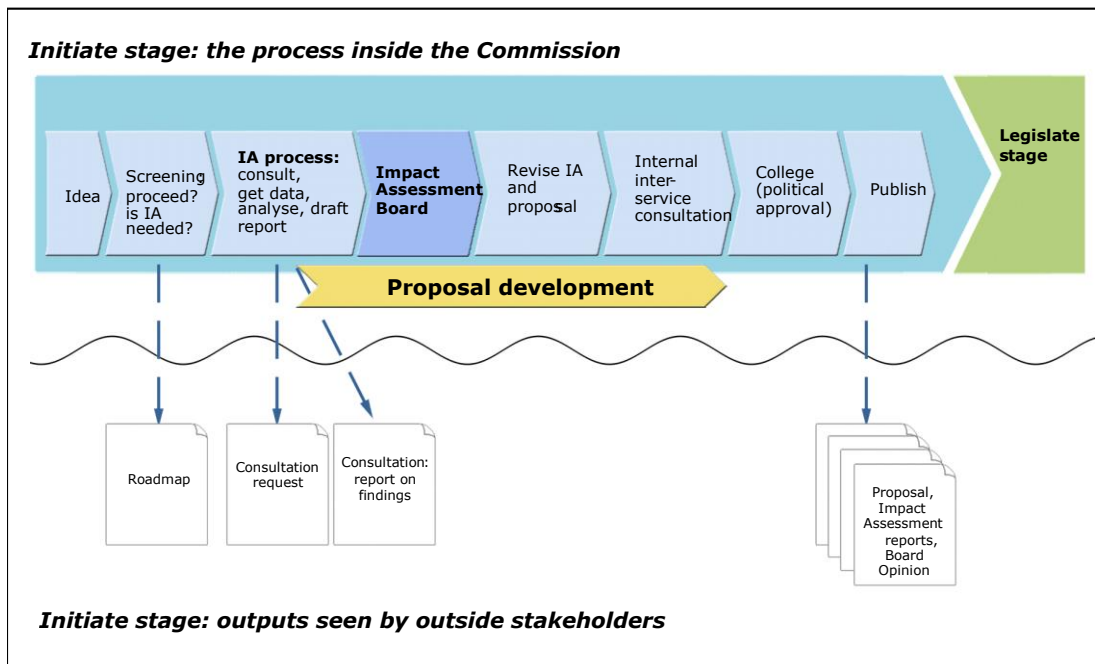 Initiate stage: the process inside the Commission
Idea
Screening:
proceed?
is IA
needed?
IA process:
consult,
get data,
analyse, draft
report
Impact
Assessment
Board
Revise IA
and
proposal
Internal
inter-
service
consultation
College
(political
approval)
Publish
Legislate
stage
Proposal development
Roadmap
Consultation
request
Consultation:
report on
findings
Proposal,
Impact
Assessment
reports,
Board
Opinion
Initiate stage: outputs seen by outside stakeholders